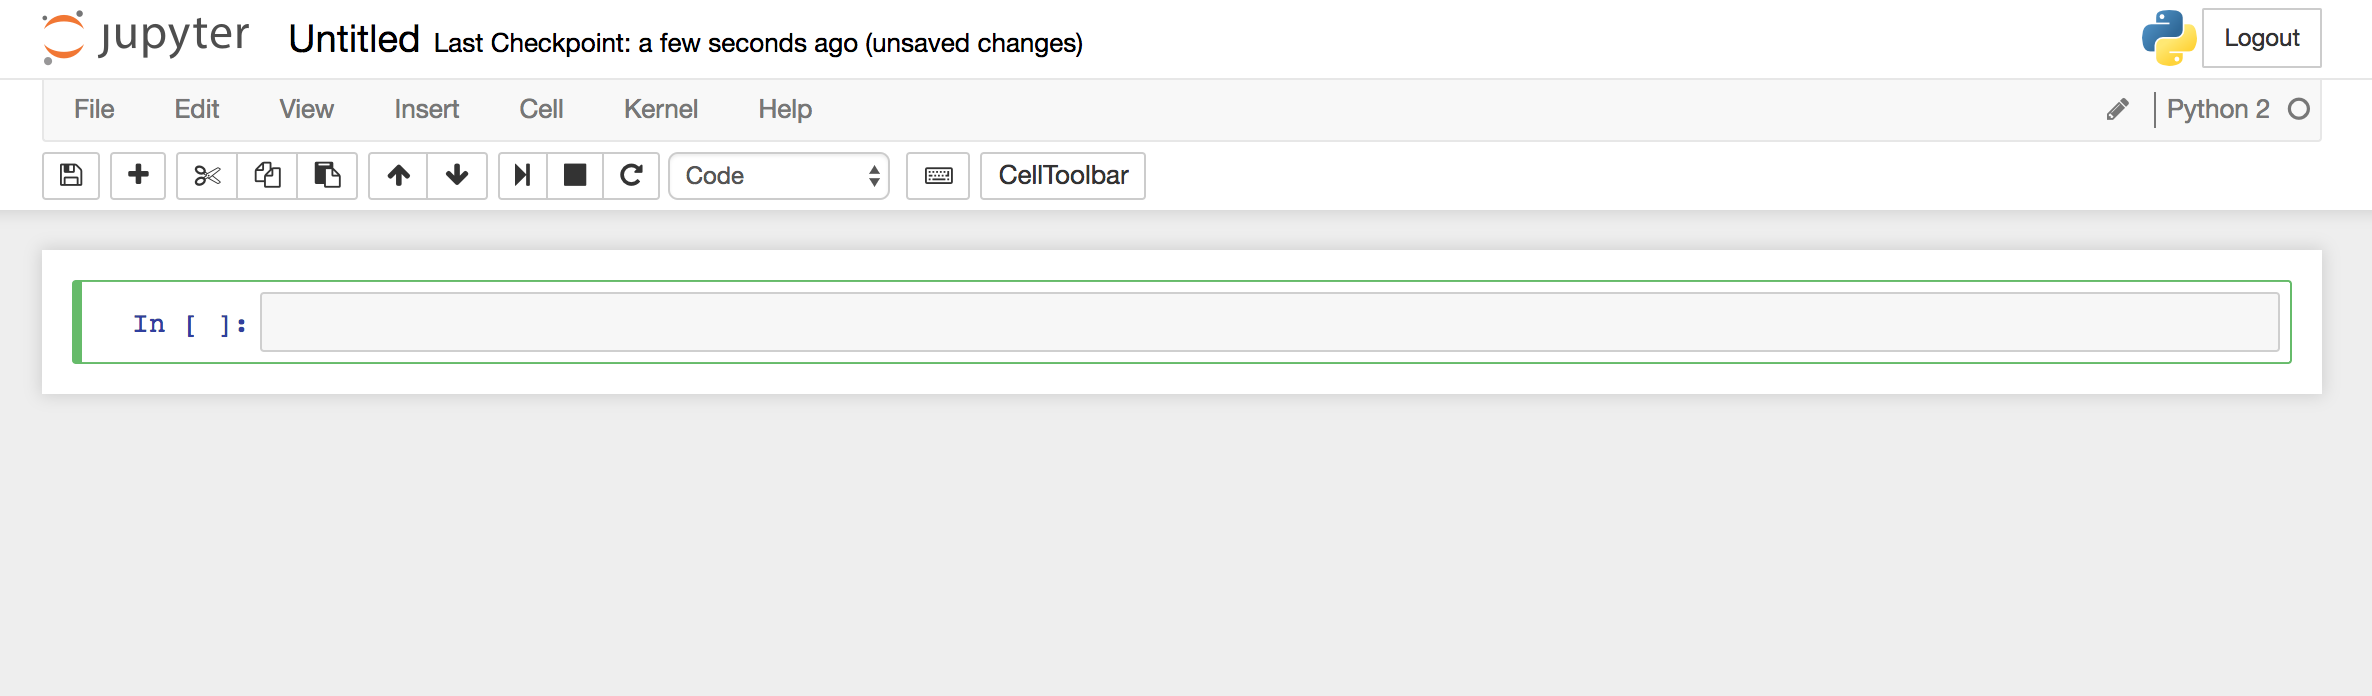 jupyter Untitled Last Checkpoint: a few seconds ago (unsaved changes) Logout
File Edit View Insert Cell Kernel Help Python 2
Code CellToolbar
In [ ]: